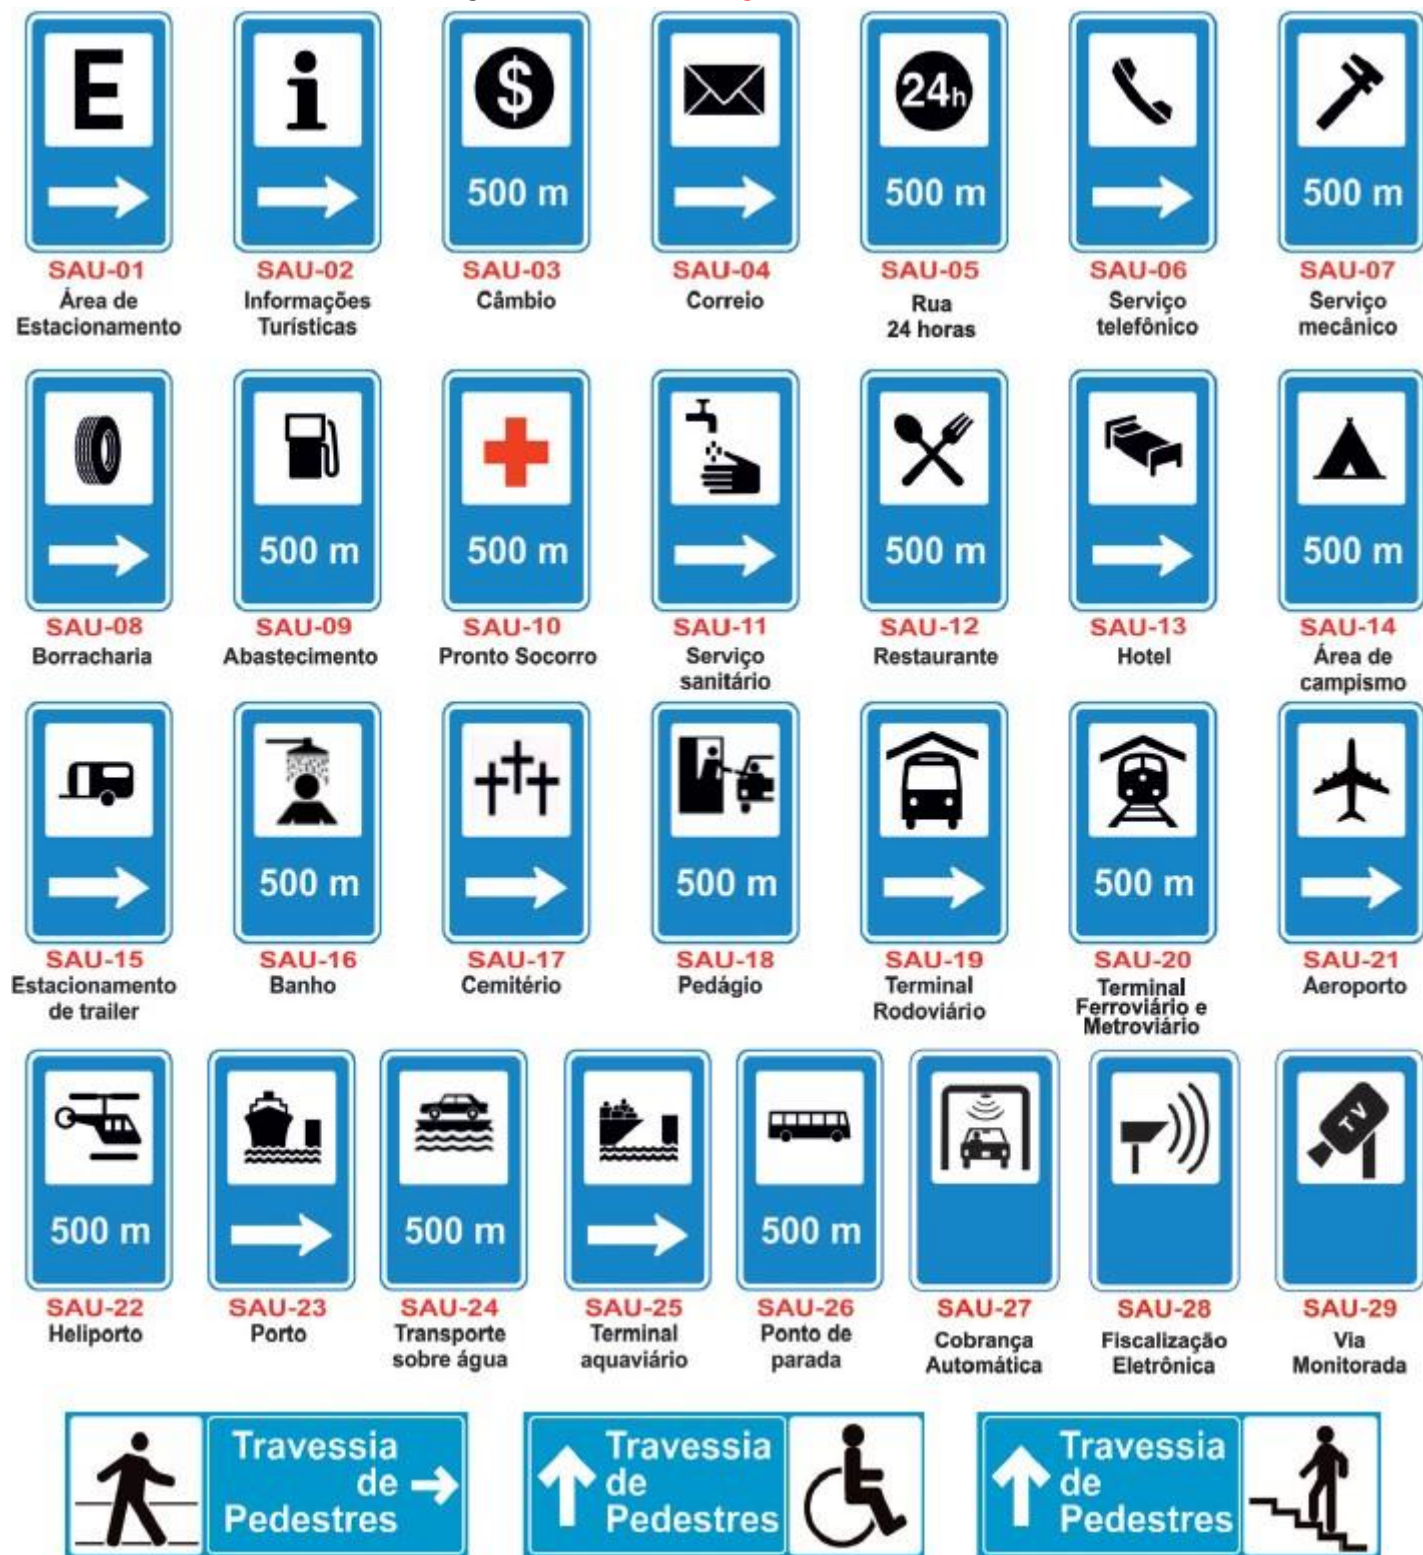 E
i
$
24h
500 m
500 m
500 m
SAU-01
SAU-02
SAU-03
SAU-04
SAU-05
SAU-06
SAU-07
Área de
Estacionamento
Informações
Turísticas
Câmbio
Correio
Rua
24 horas
Serviço
telefônico
Serviço
mecânico
500 m
500 m
500 m
500 m
SAU-08
SAU-09
SAU-10
SAU-11
SAU-12
SAU-13
SAU-14
Borracharia
Abastecimento
Pronto Socorro
Serviço
sanitário
Restaurante
Hotel
Área de
campismo
500 m
500 m
500 m
SAU-15
SAU-16
SAU-17
SAU-18
SAU-19
SAU-20
SAU-21
Estacionamento
de trailer
Banho
Cemitério
Pedágio
Terminal
Rodoviário
Terminal
Ferroviário e
Metroviário
Aeroporto
TV
500 m
500 m
500 m
SAU-22
SAU-23
SAU-24
SAU-25
SAU-26
SAU-27
SAU-28
SAU-29
Heliporto
Porto
Transporte
sobre água
Terminal
aquaviário
Ponto de
parada
Cobrança
Automática
Fiscalização
Eletrônica
Via
Monitorada
Travessia
de
Pedestres
Travessia
de
Pedestres
Travessia
de
Pedestres